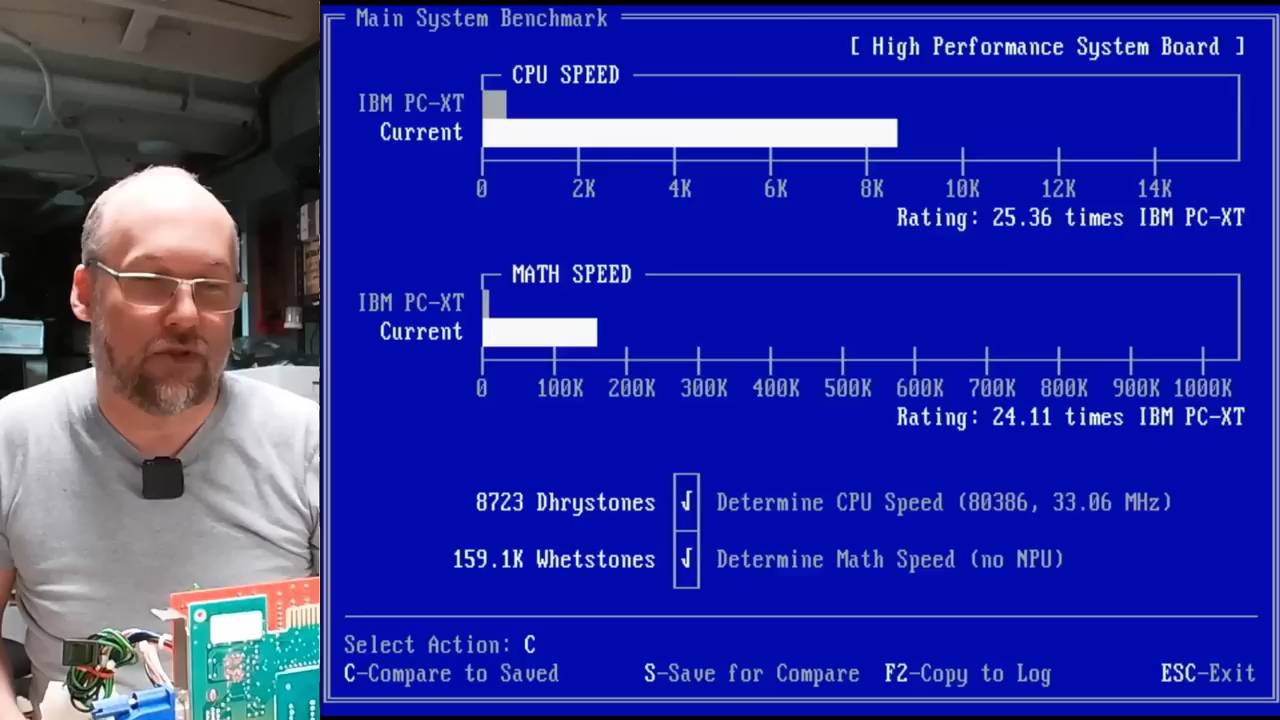 Main System Benchmark
[ High Performance System Board ]
CPU SPEED
IBM PC-XT
Current
0 2K 4K 6K 8K 10K 12K 14K
Rating: 25.36 times IBM PC-XT
MATH SPEED
IBM PC-XT
Current
0 100K 200K 300K 400K 500K 600K 700K 800K 900K 1000K
Rating: 24.11 times IBM PC-XT
8723 Dhrystones √ Determine CPU Speed (80386, 33.06 MHz)
159.1K Whetstones √ Determine Math Speed (no NPU)
Select Action: C
C-Compare to Saved S-Save for Compare F2-Copy to Log ESC-Exit